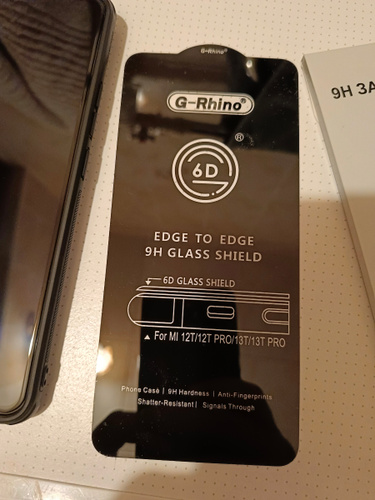 G-Rhino®
G-Rhino®
®
6D
EDGE TO EDGE
9H GLASS SHIELD
6D GLASS SHIELD
▲ For MI 12T/12T PRO/13T/13T PRO
Phone Case | 9H Hardness | Anti-Fingerprints
Shatter-Resistant | Signals Through
9H